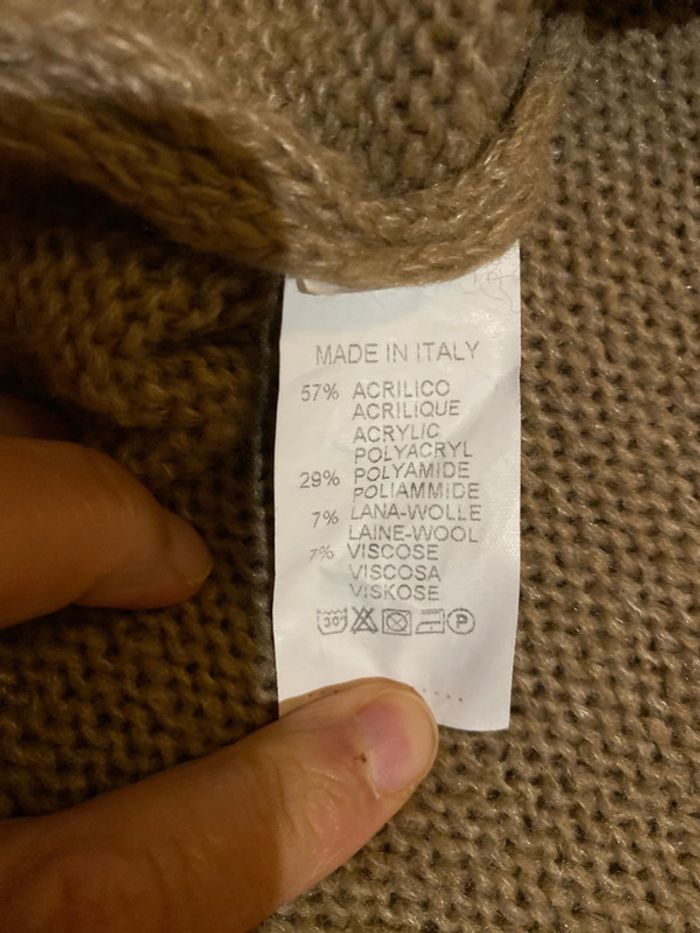 MADE IN ITALY
57% ACRILICO
ACRILIQUE
ACRYLIC
POLYACRYL
29% POLYAMIDE
POLIAMMIDE
7% LANA-WOLLE
LAINE-WOOL
7% VISCOSE
VISCOSA
VISKOSE
30° P